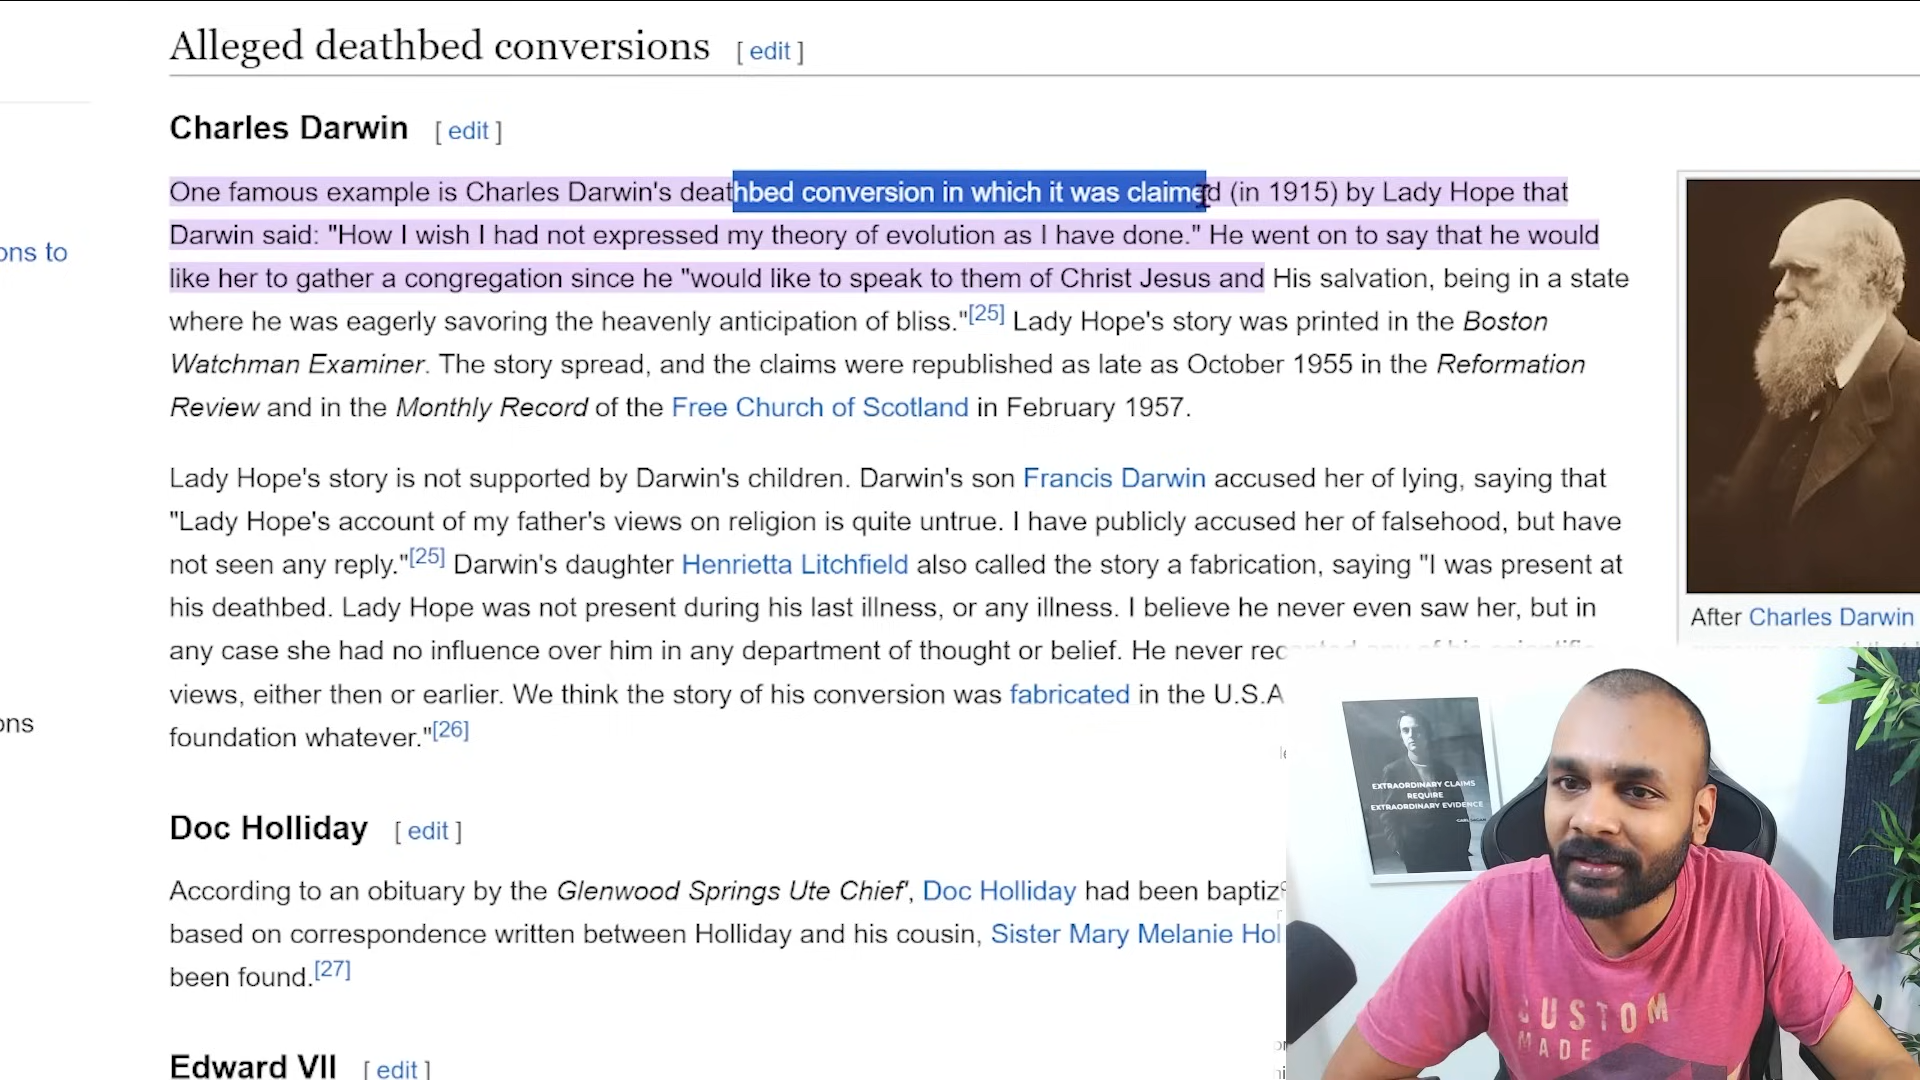 Alleged deathbed conversions [ edit ]
Charles Darwin [ edit ]
One famous example is Charles Darwin's deathbed conversion in which it was claimed (in 1915) by Lady Hope that
Darwin said: "How I wish I had not expressed my theory of evolution as I have done." He went on to say that he would
ons to
like her to gather a congregation since he "would like to speak to them of Christ Jesus and His salvation, being in a state
where he was eagerly savoring the heavenly anticipation of bliss."[25] Lady Hope's story was printed in the Boston
Watchman Examiner. The story spread, and the claims were republished as late as October 1955 in the Reformation
Review and in the Monthly Record of the Free Church of Scotland in February 1957.
Lady Hope's story is not supported by Darwin's children. Darwin's son Francis Darwin accused her of lying, saying that
"Lady Hope's account of my father's views on religion is quite untrue. I have publicly accused her of falsehood, but have
not seen any reply."[25] Darwin's daughter Henrietta Litchfield also called the story a fabrication, saying "I was present at
his deathbed. Lady Hope was not present during his last illness, or any illness. I believe he never even saw her, but in
After Charles Darwin
any case she had no influence over him in any department of thought or belief. He never rec
views, either then or earlier. We think the story of his conversion was fabricated in the U.S.A
ons
foundation whatever."[26]
Doc Holliday [ edit ]
According to an obituary by the Glenwood Springs Ute Chief', Doc Holliday had been baptiz
based on correspondence written between Holliday and his cousin, Sister Mary Melanie Hol
been found.[27]
Edward VII [ edit ]
EXTRAORDINARY CLAIMS
REQUIRE
EXTRAORDINARY EVIDENCE
CUSTOM
MADE